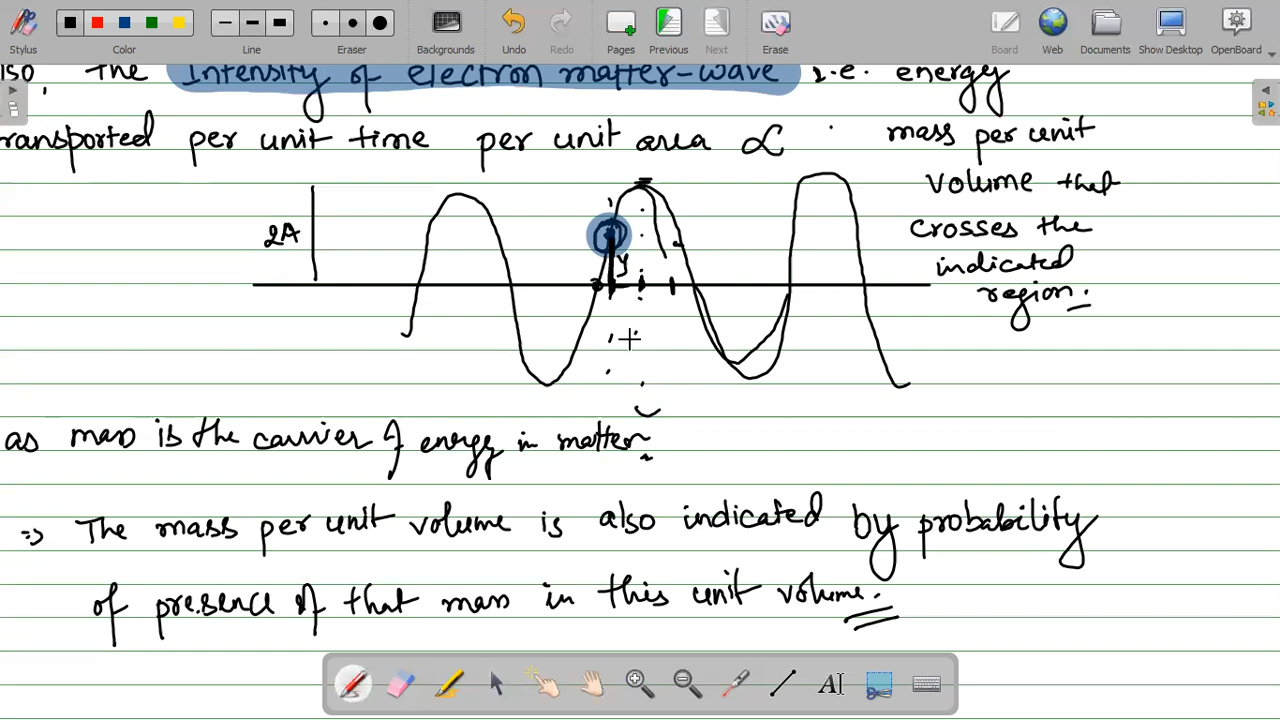 Stylus Color Line Eraser Backgrounds Undo Redo Pages Previous Next Erase Board Web Documents Show Desktop OpenBoard
lso, the Intensity of electron matter-wave i.e. energy
ransported per unit time per unit area ∝ mass per unit
volume that
crosses the
indicated
region.
2A
y
as mass is the carrier of energy in matter
⇒ The mass per unit volume is also indicated by probability
of presence of that mass in this unit volume.
AI